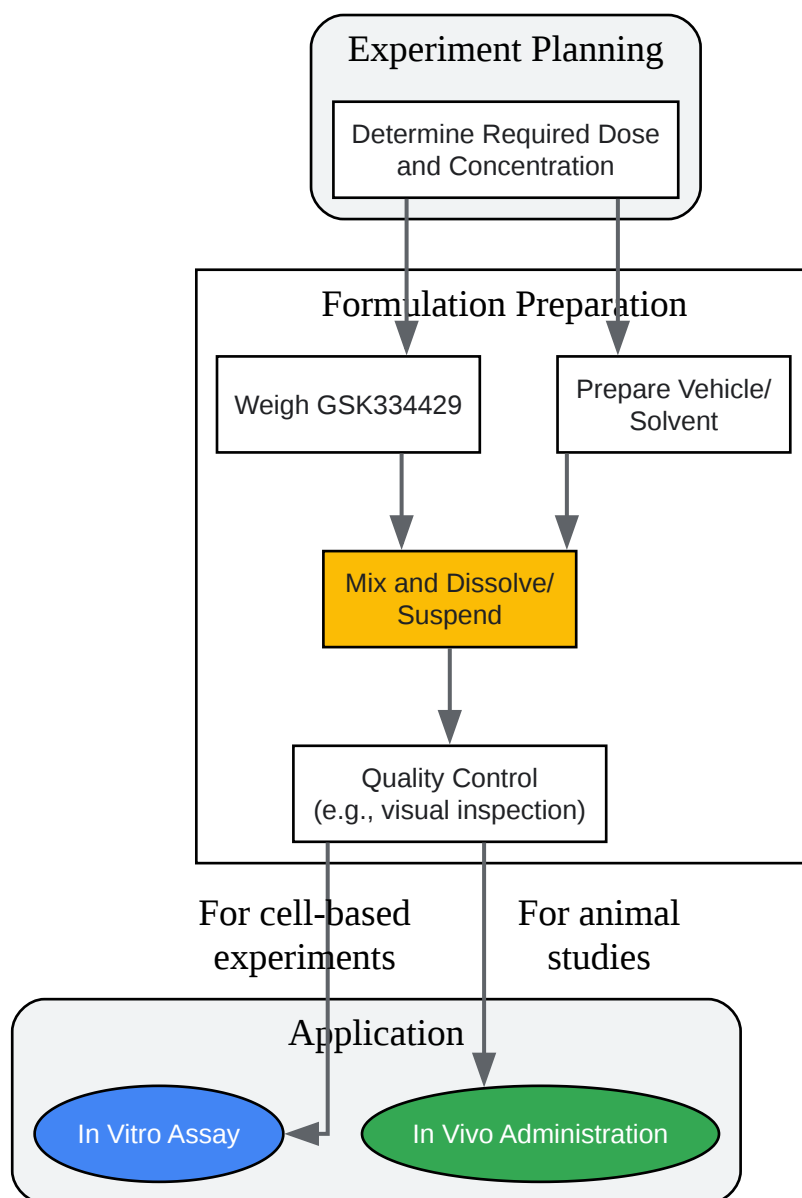 Experiment Planning
Determine Required Dose
and Concentration
Formulation Preparation
Weigh GSK334429
Prepare Vehicle/
Solvent
Mix and Dissolve/
Suspend
Quality Control
(e.g., visual inspection)
For cell-based
experiments
For animal
studies
Application
In Vitro Assay
In Vivo Administration